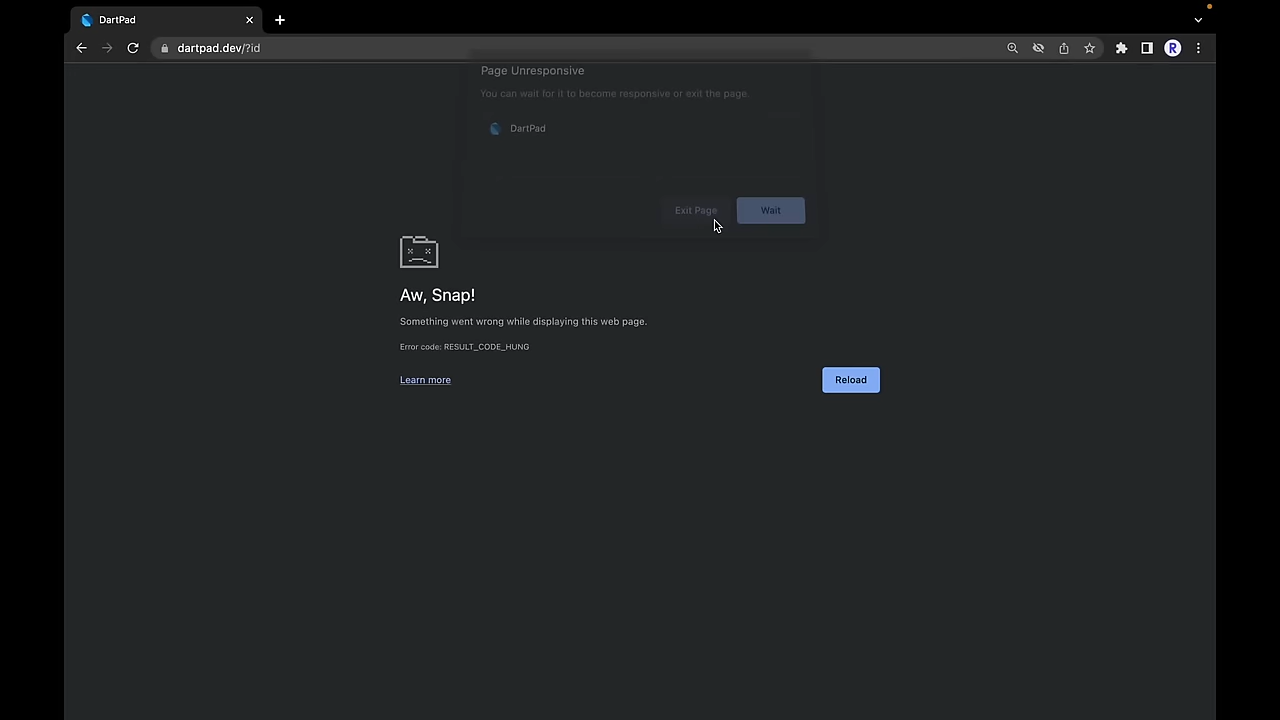 DartPad
dartpad.dev/?id
R
Page Unresponsive
You can wait for it to become responsive or exit the page.
DartPad
Exit Page
Wait
Aw, Snap!
Something went wrong while displaying this web page.
Error code: RESULT_CODE_HUNG
Learn more
Reload